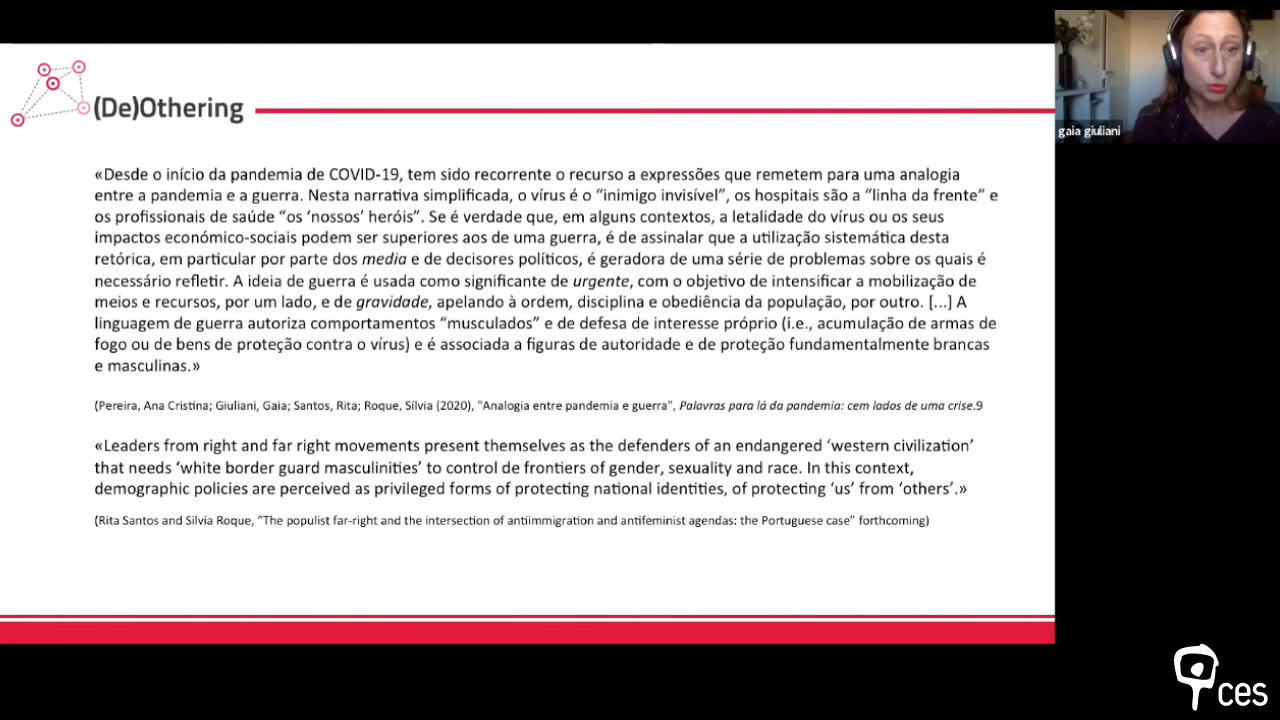 (De)Othering
gaia giuliani
«Desde o início da pandemia de COVID-19, tem sido recorrente o recurso a expressões que remetem para uma analogia
entre a pandemia e a guerra. Nesta narrativa simplificada, o vírus é o “inimigo invisível”, os hospitais são a “linha da frente” e
os profissionais de saúde “os ‘nossos’ heróis”. Se é verdade que, em alguns contextos, a letalidade do vírus ou os seus
impactos económico-sociais podem ser superiores aos de uma guerra, é de assinalar que a utilização sistemática desta
retórica, em particular por parte dos media e de decisores políticos, é geradora de uma série de problemas sobre os quais é
necessário refletir. A ideia de guerra é usada como significante de urgente, com o objetivo de intensificar a mobilização de
meios e recursos, por um lado, e de gravidade, apelando à ordem, disciplina e obediência da população, por outro. [...] A
linguagem de guerra autoriza comportamentos “musculados” e de defesa de interesse próprio (i.e., acumulação de armas de
fogo ou de bens de proteção contra o vírus) e é associada a figuras de autoridade e de proteção fundamentalmente brancas
e masculinas.»
(Pereira, Ana Cristina; Giuliani, Gaia; Santos, Rita; Roque, Sílvia (2020), "Analogia entre pandemia e guerra", Palavras para lá da pandemia: cem lados de uma crise.9
«Leaders from right and far right movements present themselves as the defenders of an endangered ‘western civilization’
that needs ‘white border guard masculinities’ to control de frontiers of gender, sexuality and race. In this context,
demographic policies are perceived as privileged forms of protecting national identities, of protecting ‘us’ from ‘others’.»
(Rita Santos and Silvia Roque, “The populist far-right and the intersection of antiimmigration and antifeminist agendas: the Portuguese case” forthcoming)
ces